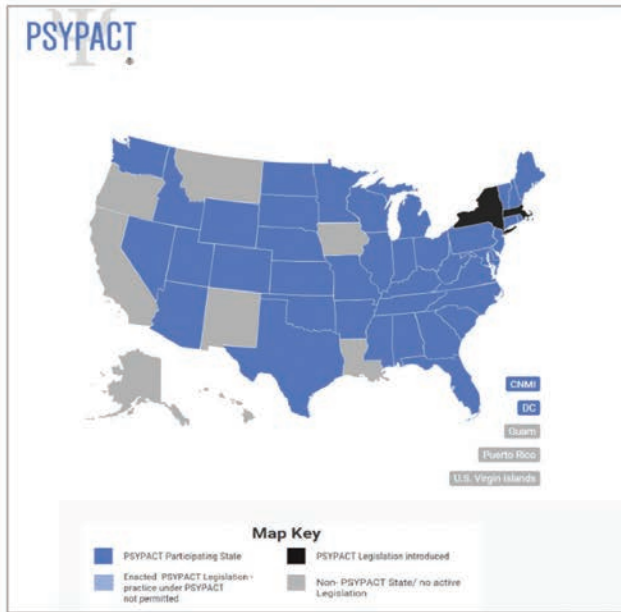 PSYPACT
CNMI
DC
Guam
Puerto Rico
U.S. Virgin islands
Map Key
PSYPACT Participating State
PSYPACT Legislation introduced
Enacted PSYPACT Legislation -
practice under PSYPACT
not permitted
Non- PSYPACT State/ no active
Legislation